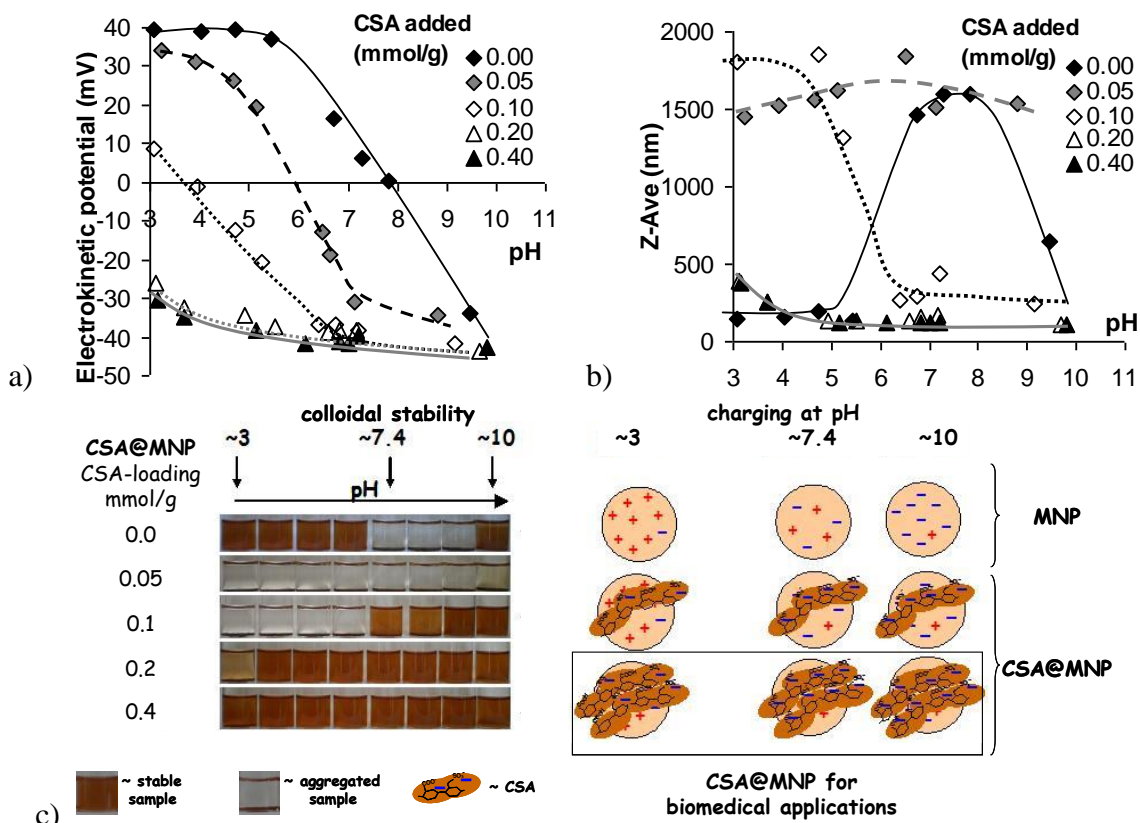 CSA added
(mmol/g)
0.00
0.05
0.10
0.20
0.40
Electrokinetic potential (mV)
40
30
20
10
0
-10
-20
-30
-40
-50
3 4 5 6 7 8 9 10 11
pH
a)
CSA added
(mmol/g)
0.00
0.05
0.10
0.20
0.40
Z-Ave (nm)
2000
1500
1000
500
0
3 4 5 6 7 8 9 10 11
pH
b)
colloidal stability
CSA@MNP
CSA-loading
mmol/g
~3 ~7.4 ~10
pH
0.0
0.05
0.1
0.2
0.4
~ stable
sample
~ aggregated
sample
~ CSA
charging at pH
~3 ~7.4 ~10
MNP
CSA@MNP
CSA@MNP for
biomedical applications
c)